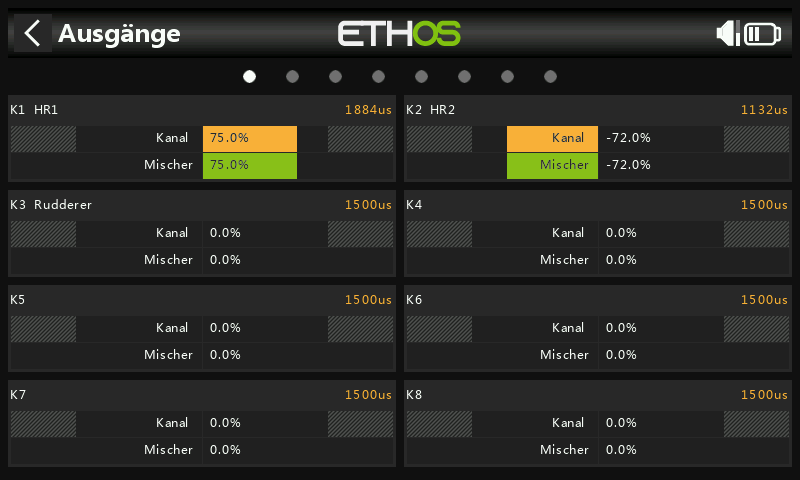 Ausgänge ETHOS
K1 HR1 1884us
Kanal 75.0%
Mischer 75.0%
K2 HR2 1132us
Kanal -72.0%
Mischer -72.0%
K3 Rudderer 1500us
Kanal 0.0%
Mischer 0.0%
K4 1500us
Kanal 0.0%
Mischer 0.0%
K5 1500us
Kanal 0.0%
Mischer 0.0%
K6 1500us
Kanal 0.0%
Mischer 0.0%
K7 1500us
Kanal 0.0%
Mischer 0.0%
K8 1500us
Kanal 0.0%
Mischer 0.0%